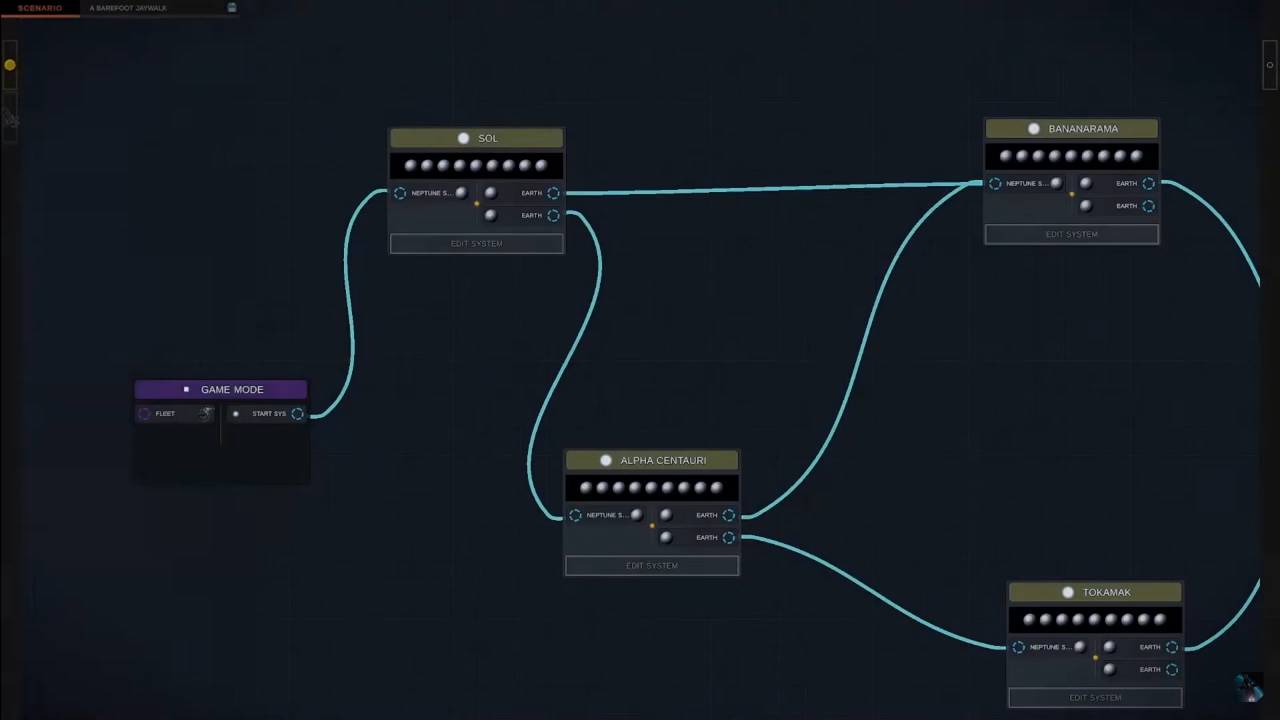 SCENARIO
A BAREFOOT JAYWALK
SOL
NEPTUNE S... EARTH
EARTH
EDIT SYSTEM
BANANARAMA
NEPTUNE S... EARTH
EARTH
EDIT SYSTEM
GAME MODE
FLEET START SYS
ALPHA CENTAURI
NEPTUNE S... EARTH
EARTH
EDIT SYSTEM
TOKAMAK
NEPTUNE S... EARTH
EARTH
EDIT SYSTEM